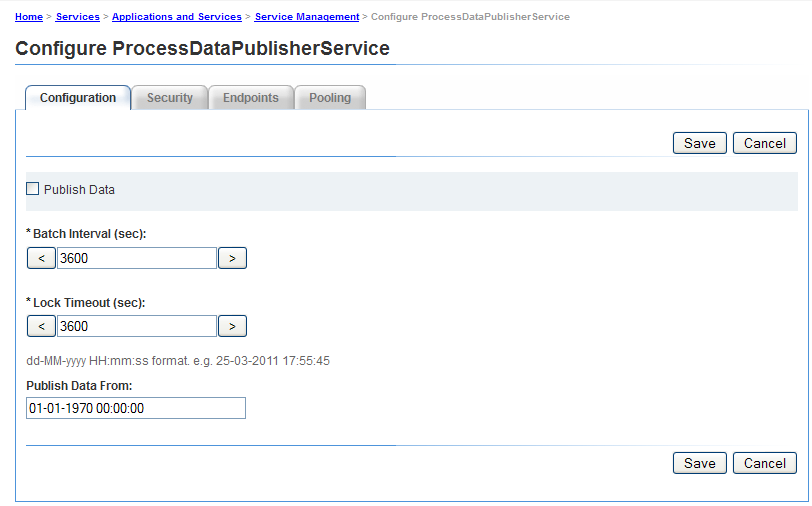 Home > Services > Applications and Services > Service Management > Configure ProcessDataPublisherService
Configure ProcessDataPublisherService
Configuration Security Endpoints Pooling
Save Cancel
Publish Data
* Batch Interval (sec):
< 3600 >
* Lock Timeout (sec):
< 3600 >
dd-MM-yyyy HH:mm:ss format. e.g. 25-03-2011 17:55:45
Publish Data From:
01-01-1970 00:00:00
Save Cancel